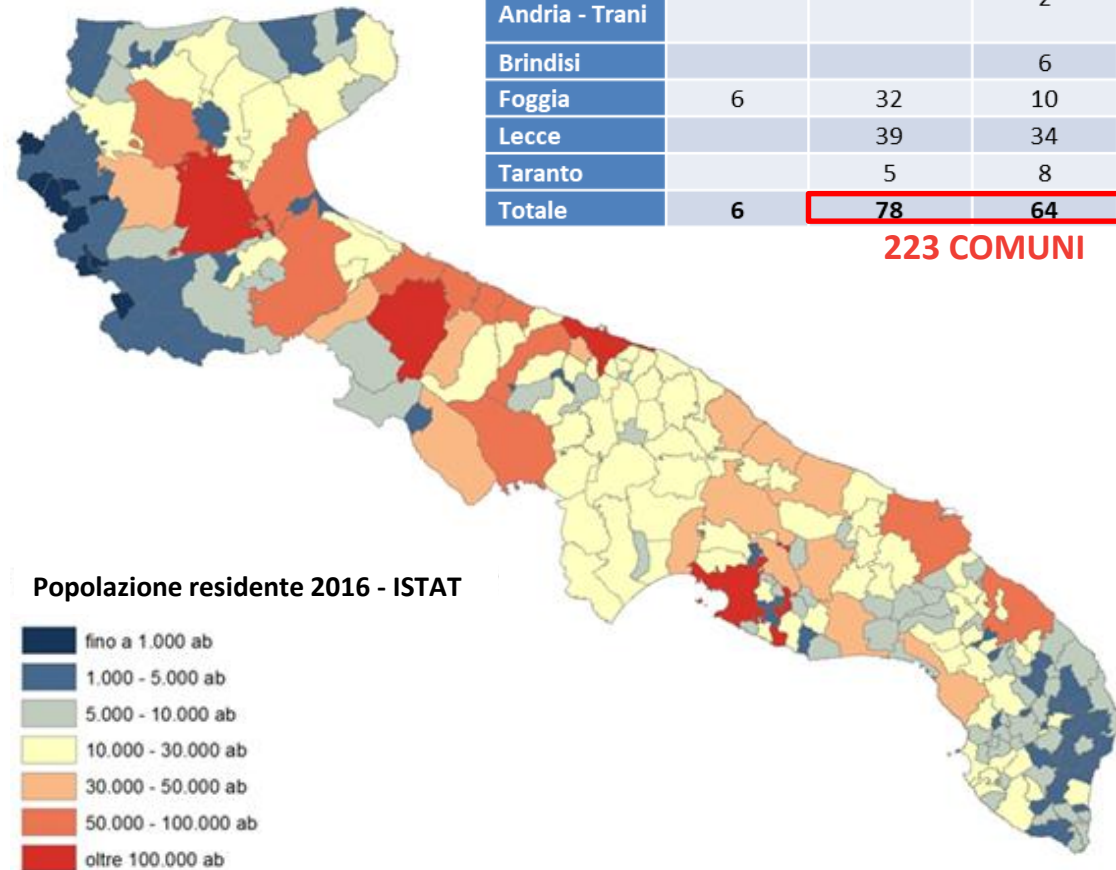 Andria - Trani 2
Brindisi 6
Foggia 6 32 10
Lecce 39 34
Taranto 5 8
Totale 6 78 64
223 COMUNI
Popolazione residente 2016 - ISTAT
fino a 1.000 ab
1.000 - 5.000 ab
5.000 - 10.000 ab
10.000 - 30.000 ab
30.000 - 50.000 ab
50.000 - 100.000 ab
oltre 100.000 ab